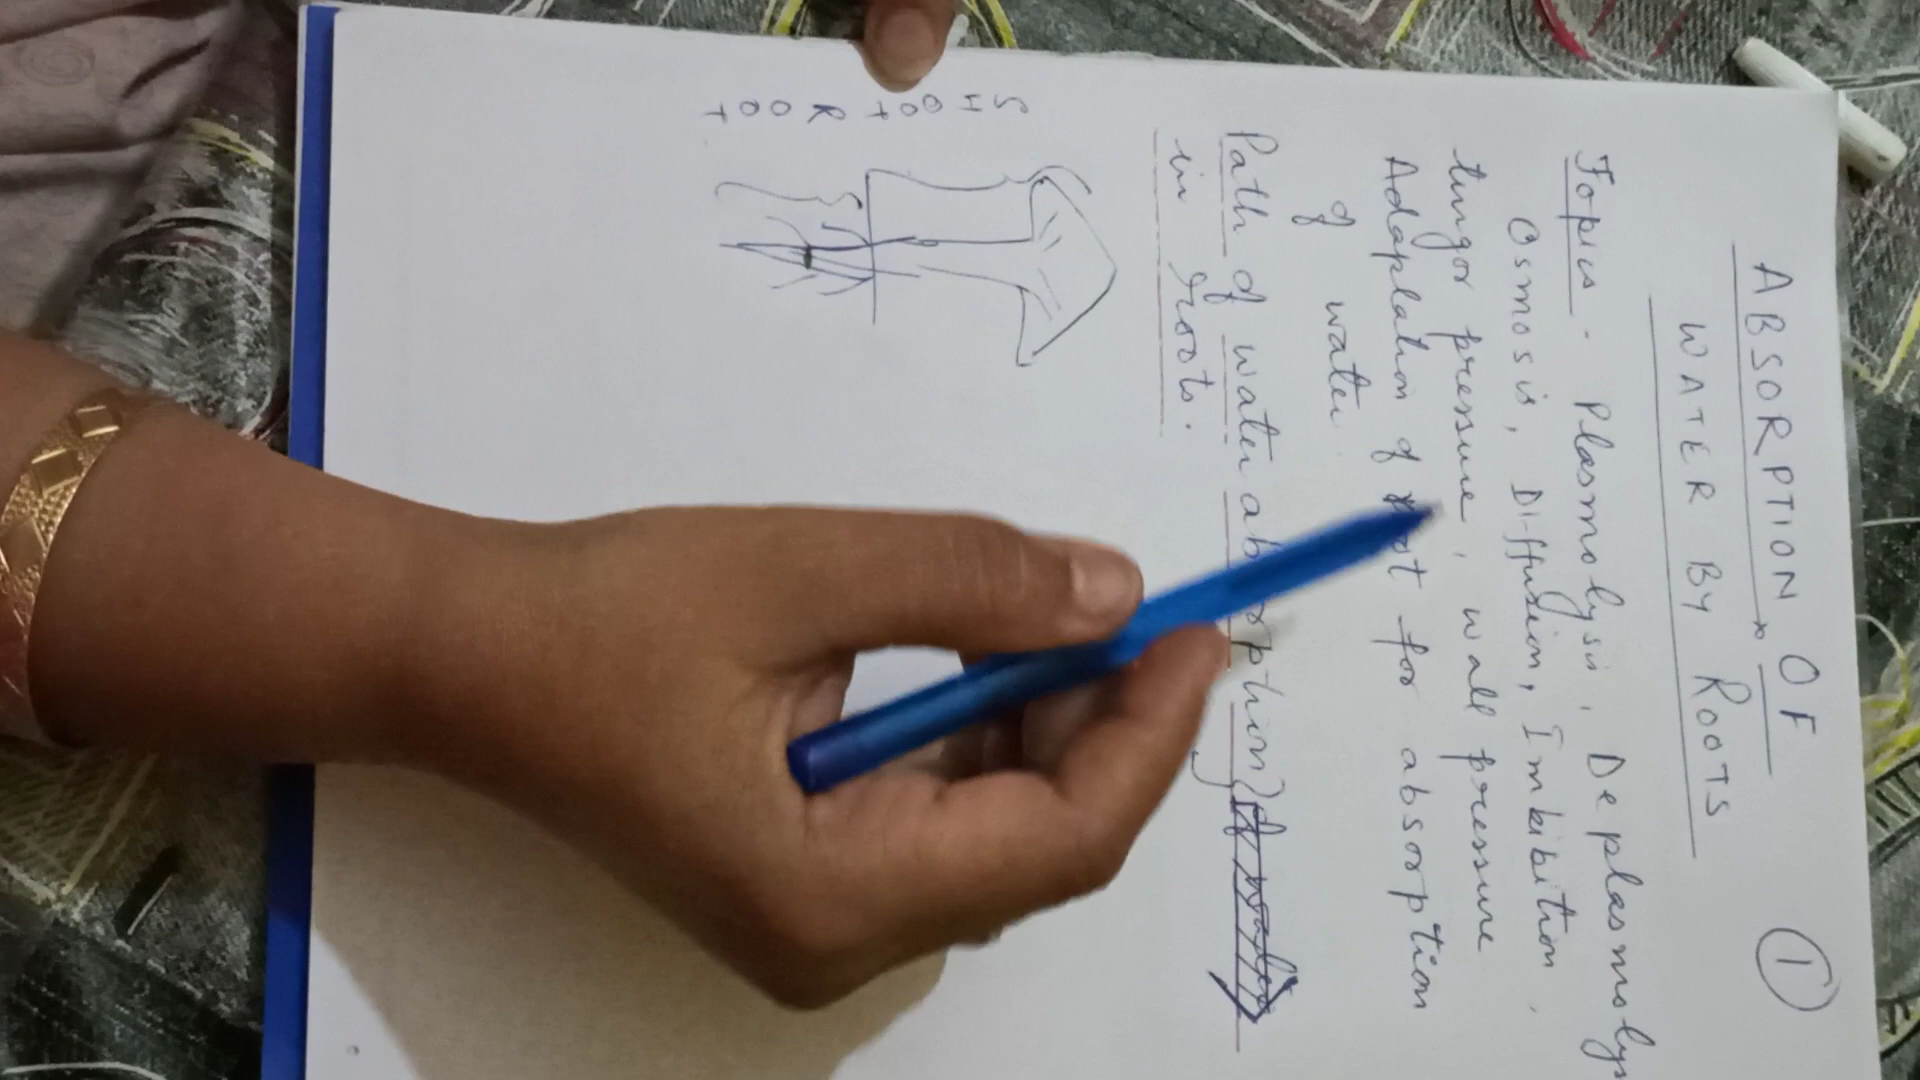 ABSORPTION OF
WATER BY ROOTS
1
Topics - Plasmolysis, Deplasmolys
Osmosis, Diffusion, Imbibition.
turgor pressure, wall pressure
Adaptation of root for absorption
of water.
Path of water absorption
in roots.
SHOOT
ROOT